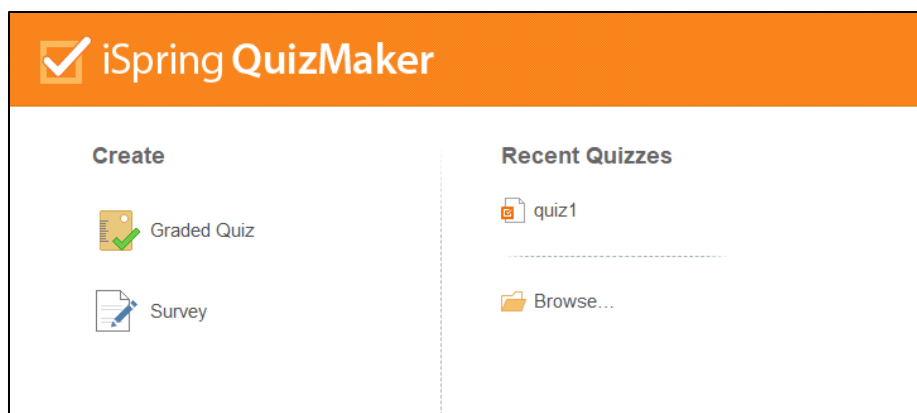 iSpring QuizMaker
Create
Graded Quiz
Survey
Recent Quizzes
quiz1
Browse...